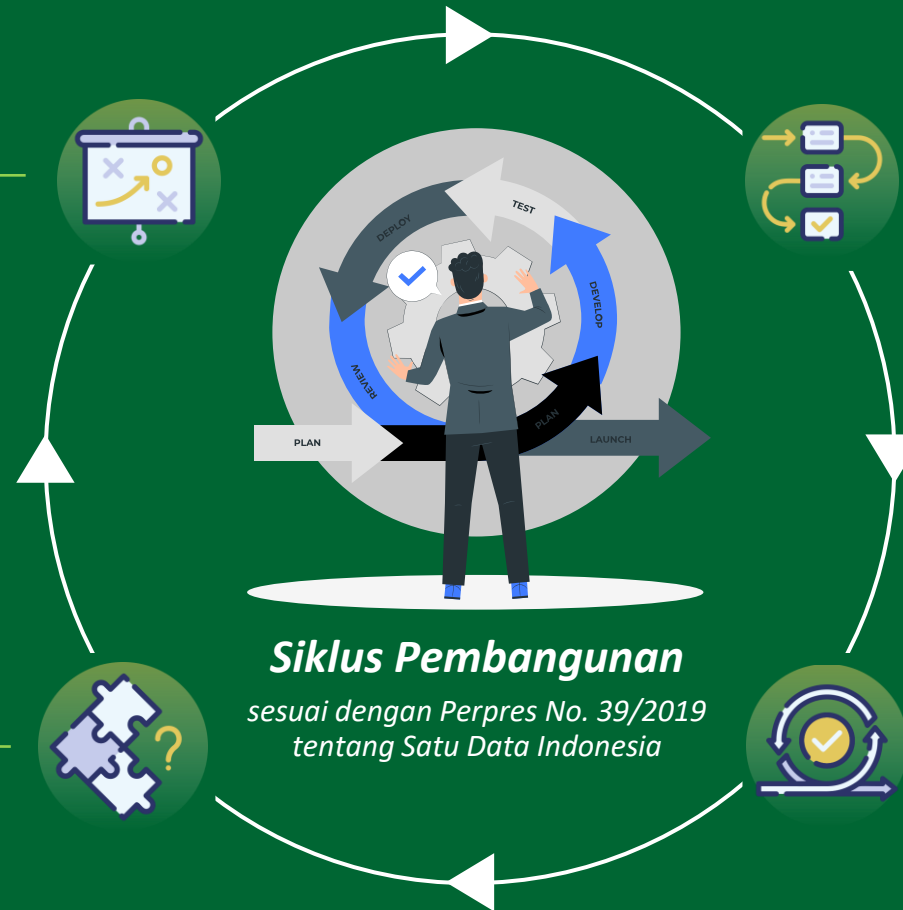 TEST
DEPLOY
DEVELOP
REVIEW
PLAN
PLAN
LAUNCH
Siklus Pembangunan
sesuai dengan Perpres No. 39/2019
tentang Satu Data Indonesia
?